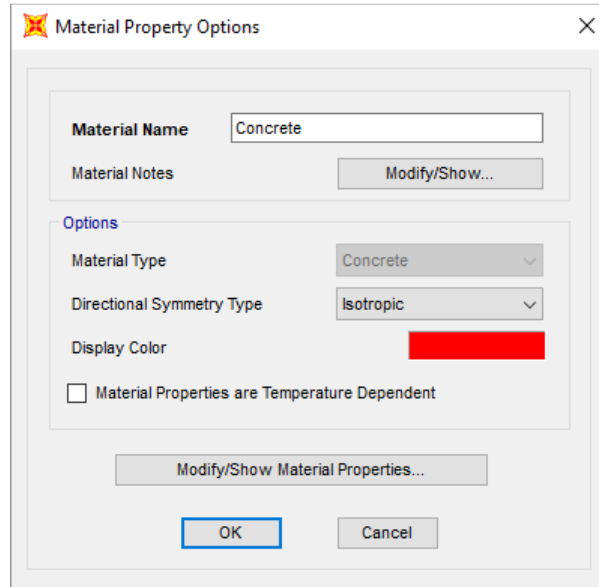 Material Property Options
Material Name Concrete
Material Notes Modify/Show...
Options
Material Type Concrete
Directional Symmetry Type Isotropic
Display Color
Material Properties are Temperature Dependent
Modify/Show Material Properties...
OK Cancel